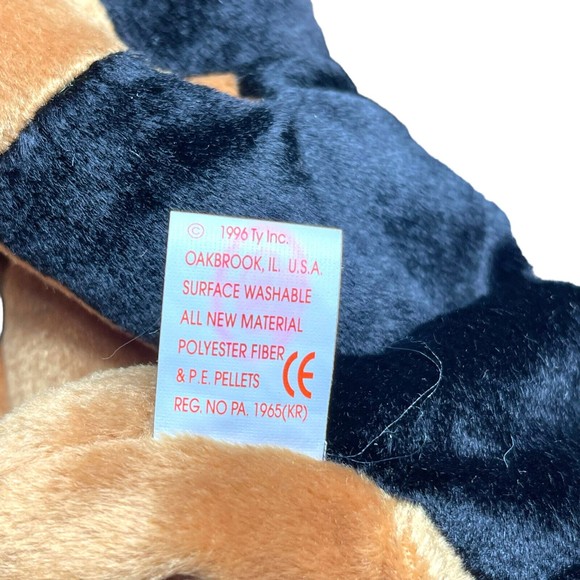 © 1996 Ty Inc.
OAKBROOK, IL. U.S.A.
SURFACE WASHABLE
ALL NEW MATERIAL
POLYESTER FIBER
& P.E. PELLETS CE
REG. NO PA. 1965(KR)